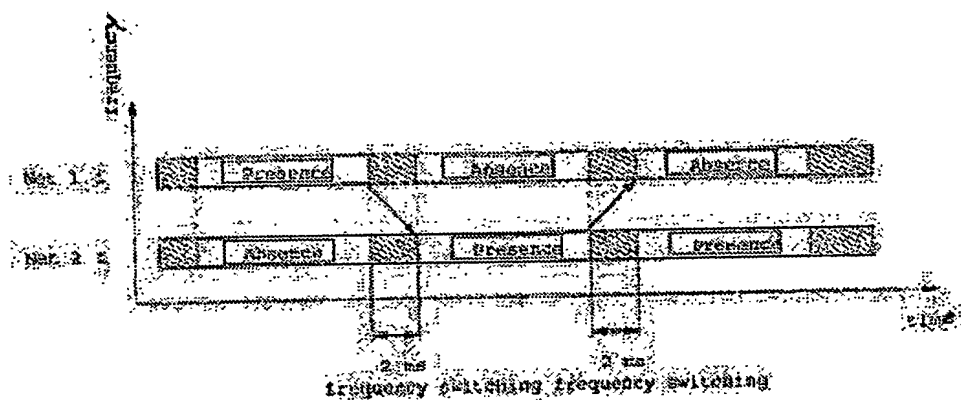 frequency
Net 1
Presence Absence Absence
Net 2
Absence Presence Presence
time
2 ms 2 ms
frequency switching frequency switching